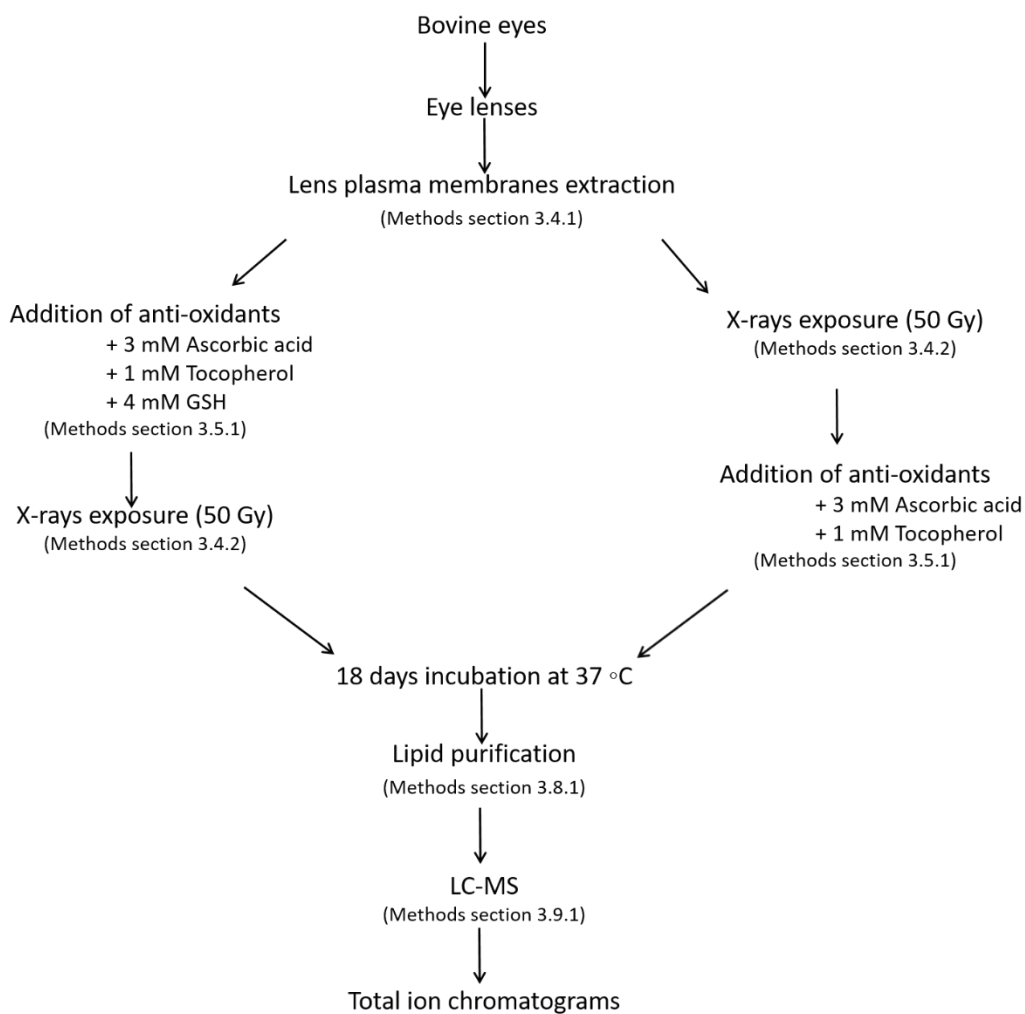 Bovine eyes
Eye lenses
Lens plasma membranes extraction
(Methods section 3.4.1)
Addition of anti-oxidants
+ 3 mM Ascorbic acid
+ 1 mM Tocopherol
+ 4 mM GSH
(Methods section 3.5.1)
X-rays exposure (50 Gy)
(Methods section 3.4.2)
X-rays exposure (50 Gy)
(Methods section 3.4.2)
Addition of anti-oxidants
+ 3 mM Ascorbic acid
+ 1 mM Tocopherol
(Methods section 3.5.1)
18 days incubation at 37 ◦C
Lipid purification
(Methods section 3.8.1)
LC-MS
(Methods section 3.9.1)
Total ion chromatograms